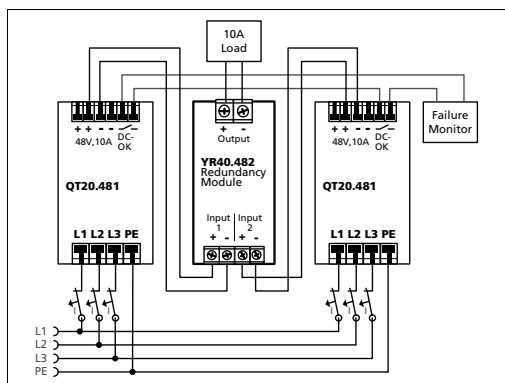 10A
Load
+ -
Output
YR40.482
Redundancy
Module
Input
1
Input
2
+ - + -
+ + - -
48V,10A
DC-
OK
QT20.481
L1 L2 L3 PE
+ + - -
48V,10A
DC-
OK
QT20.481
L1 L2 L3 PE
Failure
Monitor
I
I
I
I
I
I
L1
L2
L3
PE